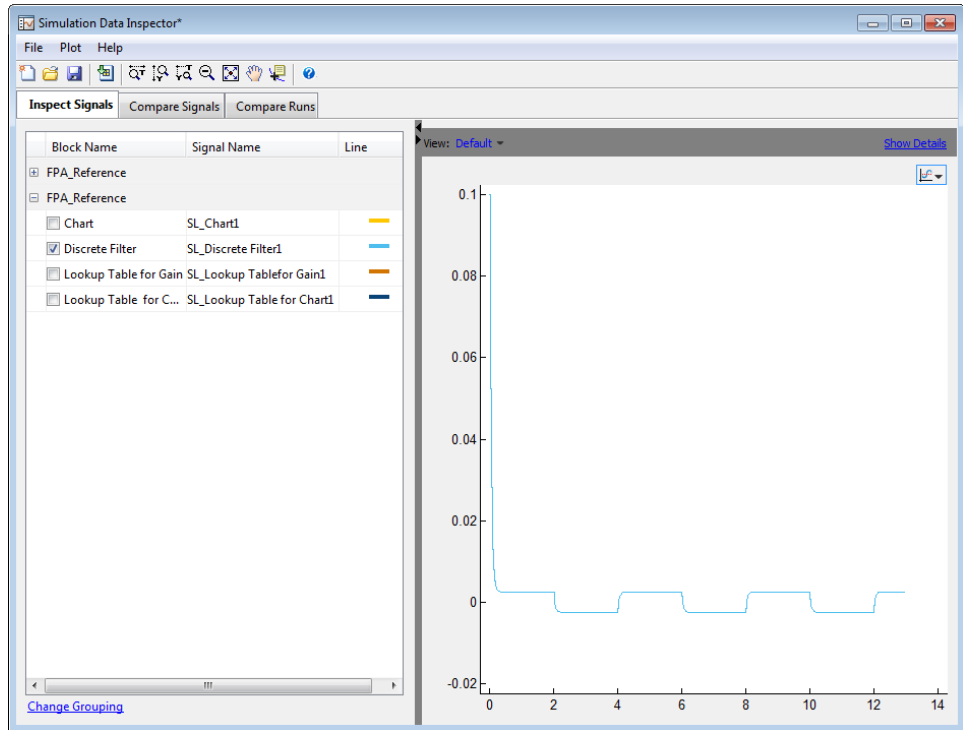 Simulation Data Inspector*
File Plot Help
Inspect Signals Compare Signals Compare Runs
Block Name Signal Name Line
FPA_Reference
FPA_Reference
Chart SL_Chart1
Discrete Filter SL_Discrete Filter1
Lookup Table for Gain SL_Lookup Tablefor Gain1
Lookup Table for C... SL_Lookup Table for Chart1
Change Grouping
View: Default Show Details
0.1
0.08
0.06
0.04
0.02
0
-0.02
0 2 4 6 8 10 12 14